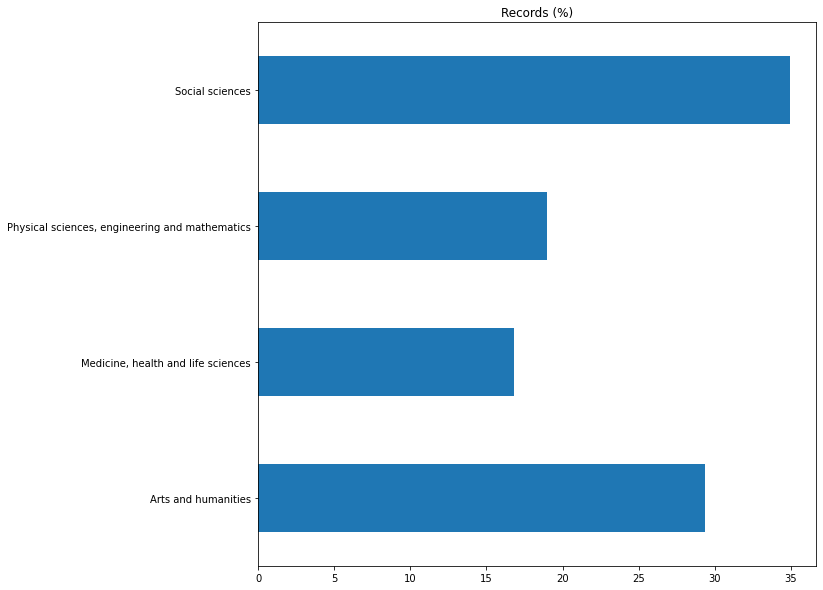 Records (%)
Social sciences
Physical sciences, engineering and mathematics
Medicine, health and life sciences
Arts and humanities
0 5 10 15 20 25 30 35